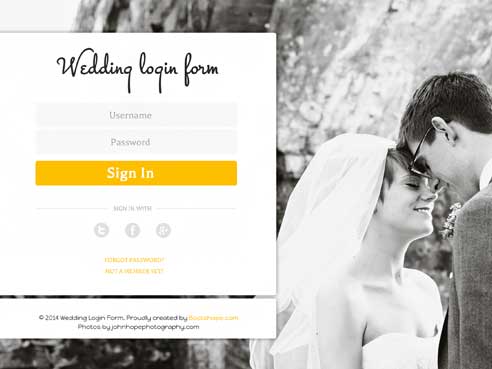 Wedding login form
Username
Password
Sign In
SIGN IN WITH
FORGOT PASSWORD?
NOT A MEMBER YET?
© 2014 Wedding Login Form. Proudly created by Bootshape.com
Photos by johnhopephotography.com